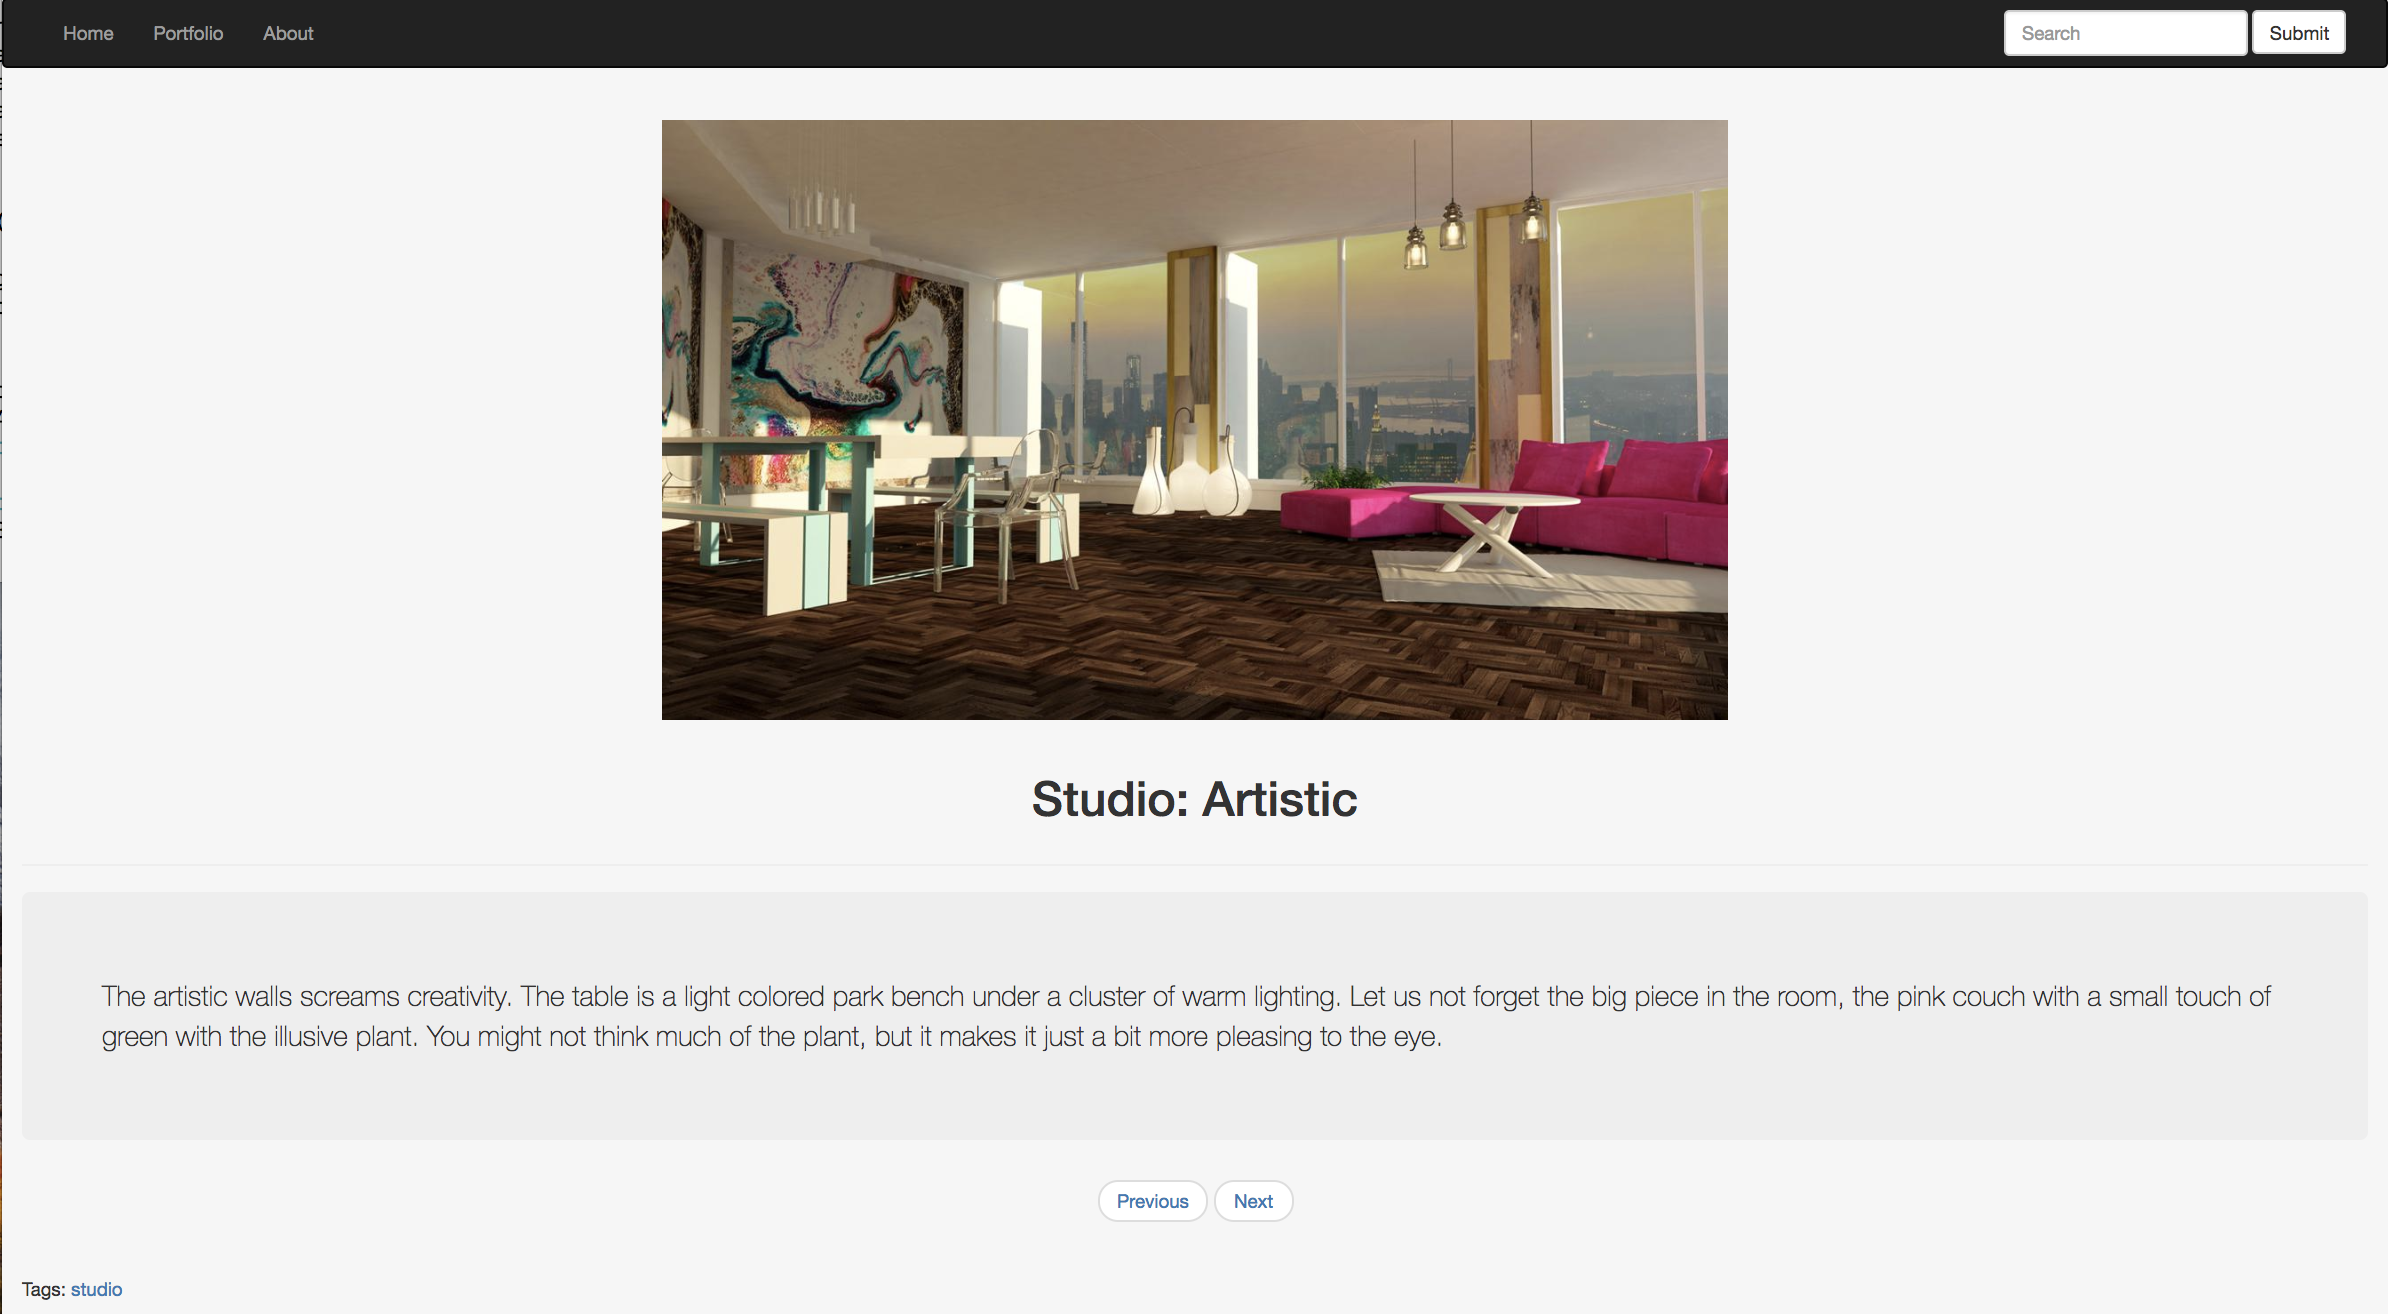 Home Portfolio About Search Submit
Studio: Artistic
The artistic walls screams creativity. The table is a light colored park bench under a cluster of warm lighting. Let us not forget the big piece in the room, the pink couch with a small touch of
green with the illusive plant. You might not think much of the plant, but it makes it just a bit more pleasing to the eye.
Previous Next
Tags: studio